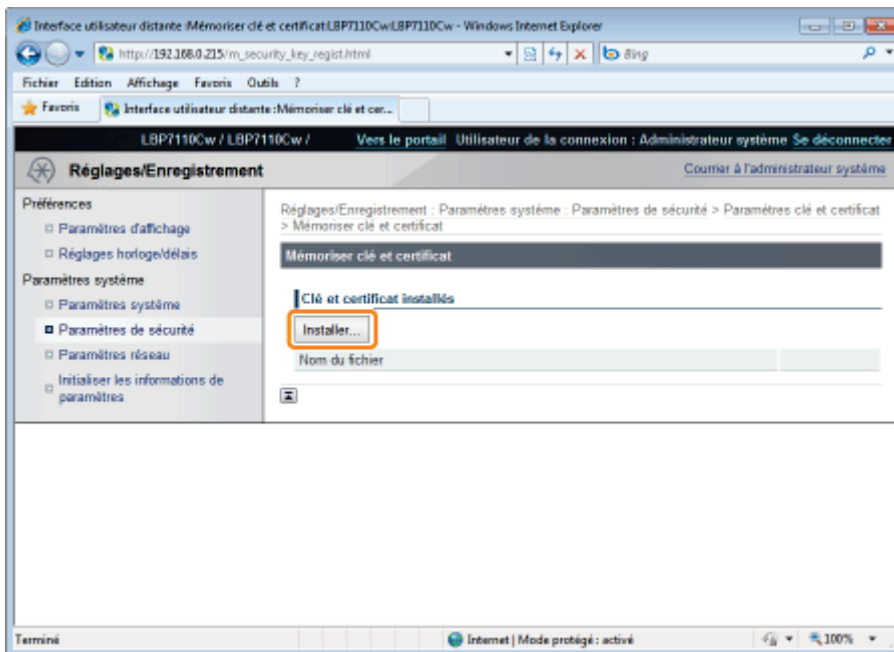 Interface utilisateur distante :Mémoriser clé et certificat:LBP7110Cw:LBP7110Cw - Windows Internet Explorer
http://192.168.0.215/m_security_key_regist.html
Bing
Fichier Edition Affichage Favoris Outils ?
Favoris Interface utilisateur distante :Mémoriser clé et cer...
LBP7110Cw / LBP7110Cw / Vers le portail Utilisateur de la connexion : Administrateur système Se déconnecter
Réglages/Enregistrement
Courrier à l'administrateur système
Préférences
Paramètres d'affichage
Réglages horloge/délais
Paramètres système
Paramètres système
Paramètres de sécurité
Paramètres réseau
Initialiser les informations de
paramètres
Réglages/Enregistrement : Paramètres système : Paramètres de sécurité > Paramètres clé et certificat
> Mémoriser clé et certificat
Mémoriser clé et certificat
Clé et certificat installés
Installer...
Nom du fichier
Terminé
Internet | Mode protégé : activé
100%